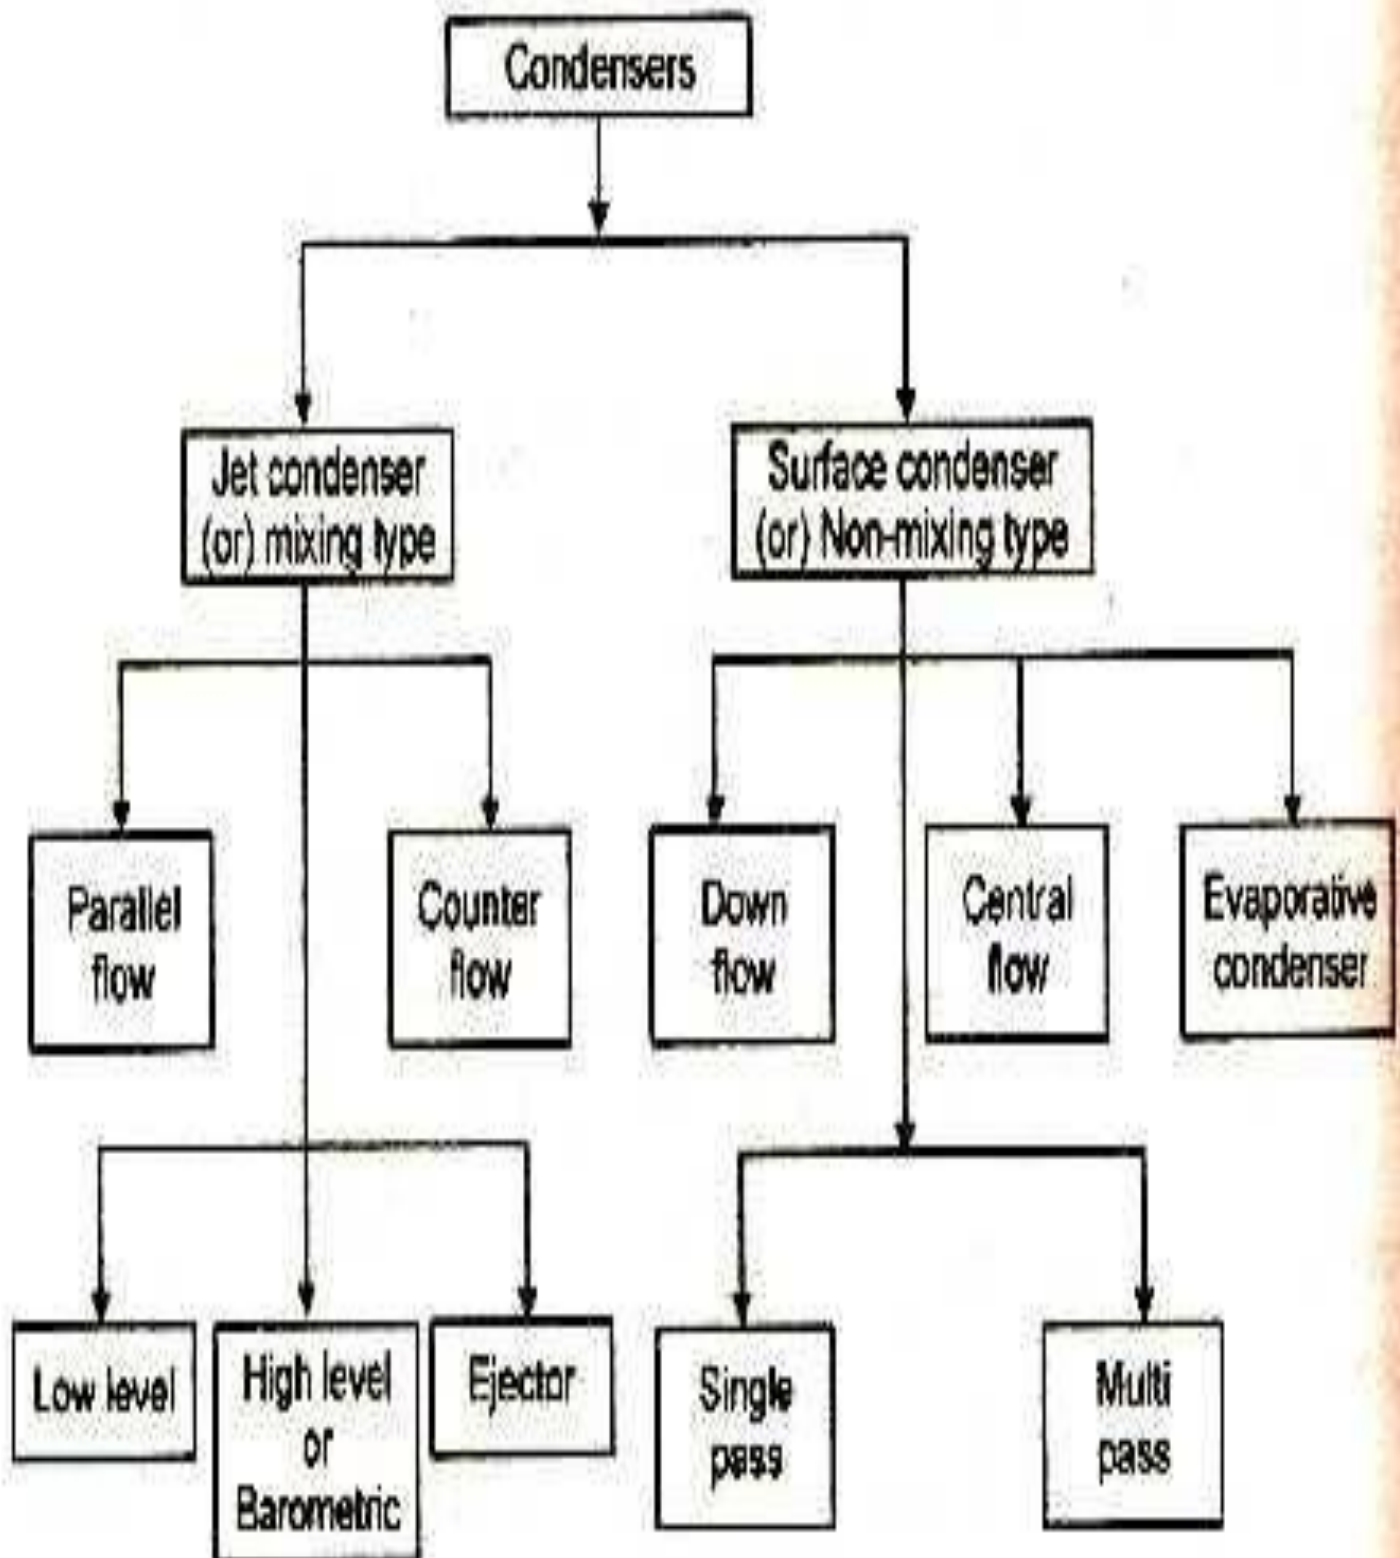 Condensers
Jet condenser
(or) mixing type
Surface condenser
(or) Non-mixing type
Parallel
flow
Counter
flow
Down
flow
Central
flow
Evaporative
condenser
Low level
High level
or
Barometric
Ejector
Single
pass
Multi
pass